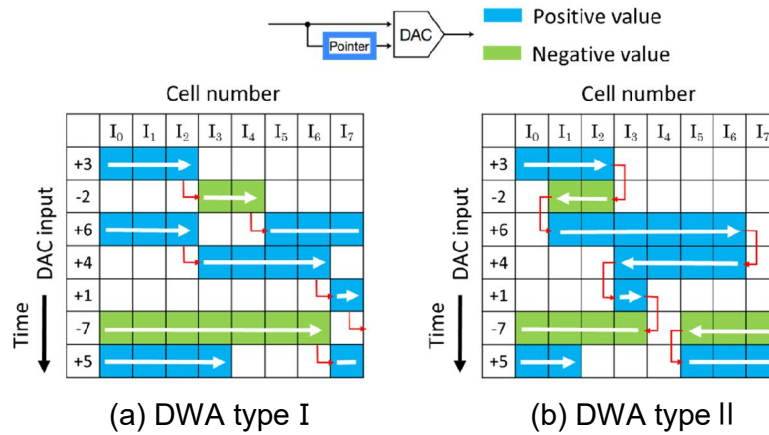 Pointer
DAC
Positive value
Negative value
Cell number
I₀ I₁ I₂ I₃ I₄ I₅ I₆ I₇
DAC input
+3
-2
+6
+4
+1
-7
+5
Time
(a) DWA type Ⅰ
Cell number
I₀ I₁ I₂ I₃ I₄ I₅ I₆ I₇
DAC input
+3
-2
+6
+4
+1
-7
+5
Time
(b) DWA type Ⅱ